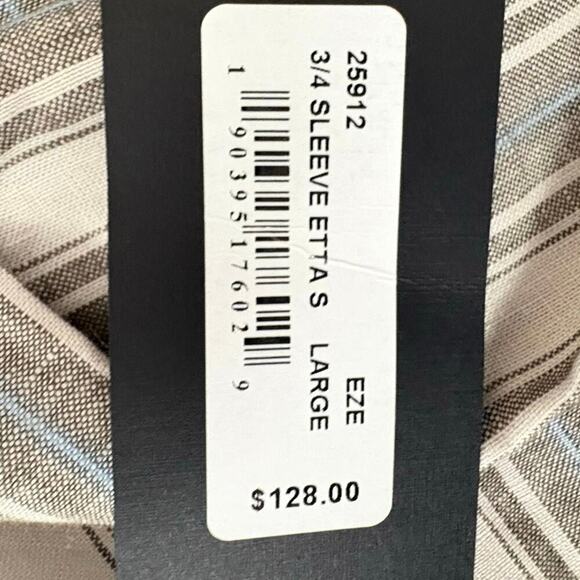 25912 EZE
3/4 SLEEVE ETTA S LARGE
1 90395 17602 9
$128.00